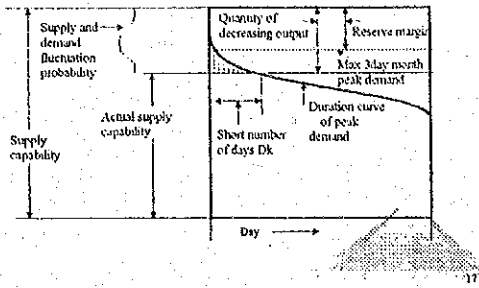 Supply and
demand
fluctuation
probability
Quantity of
decreasing output
Reserve margin
Max 3day month
peak demand
Actual supply
capability
Short number
of days Dk
Duration curve
of peak
demand
Supply
capability
Day
17